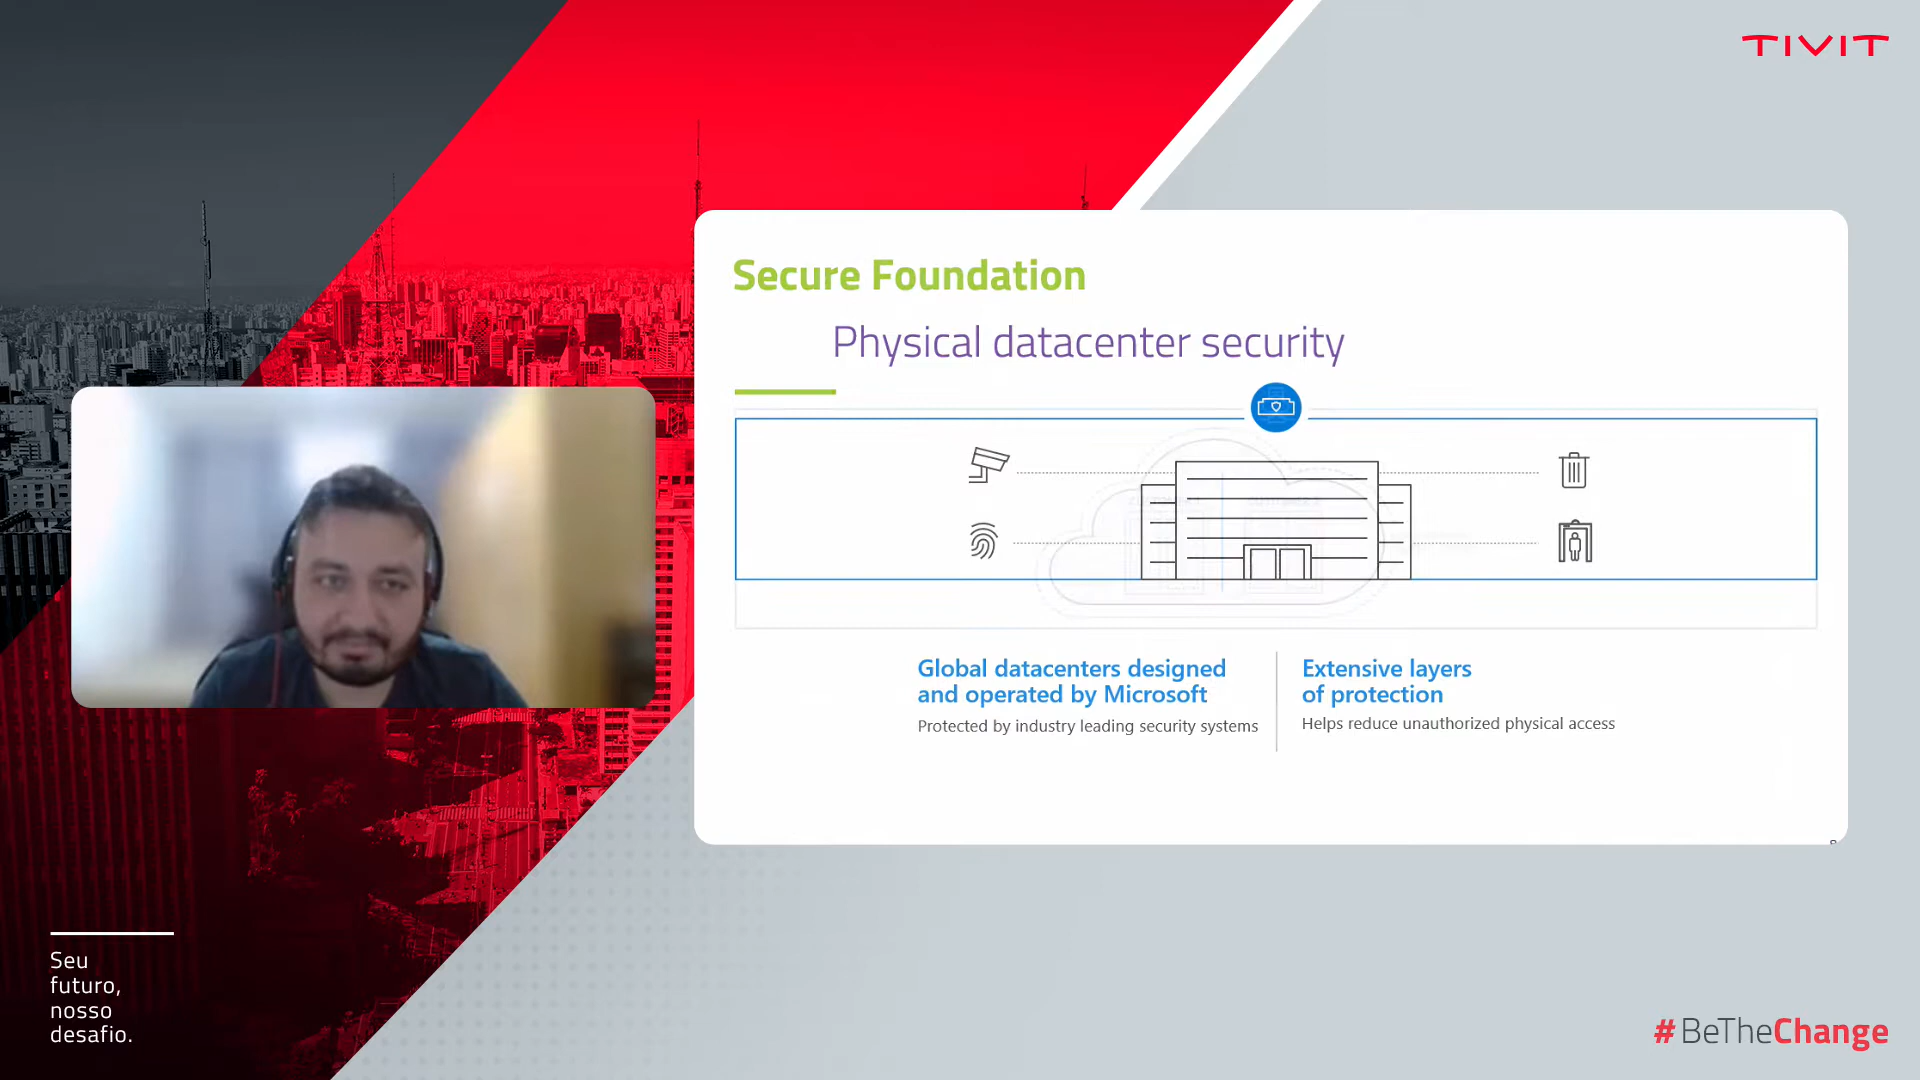 TIVIT
Secure Foundation
Physical datacenter security
Global datacenters designed
and operated by Microsoft
Protected by industry leading security systems
Extensive layers
of protection
Helps reduce unauthorized physical access
Seu
futuro,
nosso
desafio.
#BeTheChange